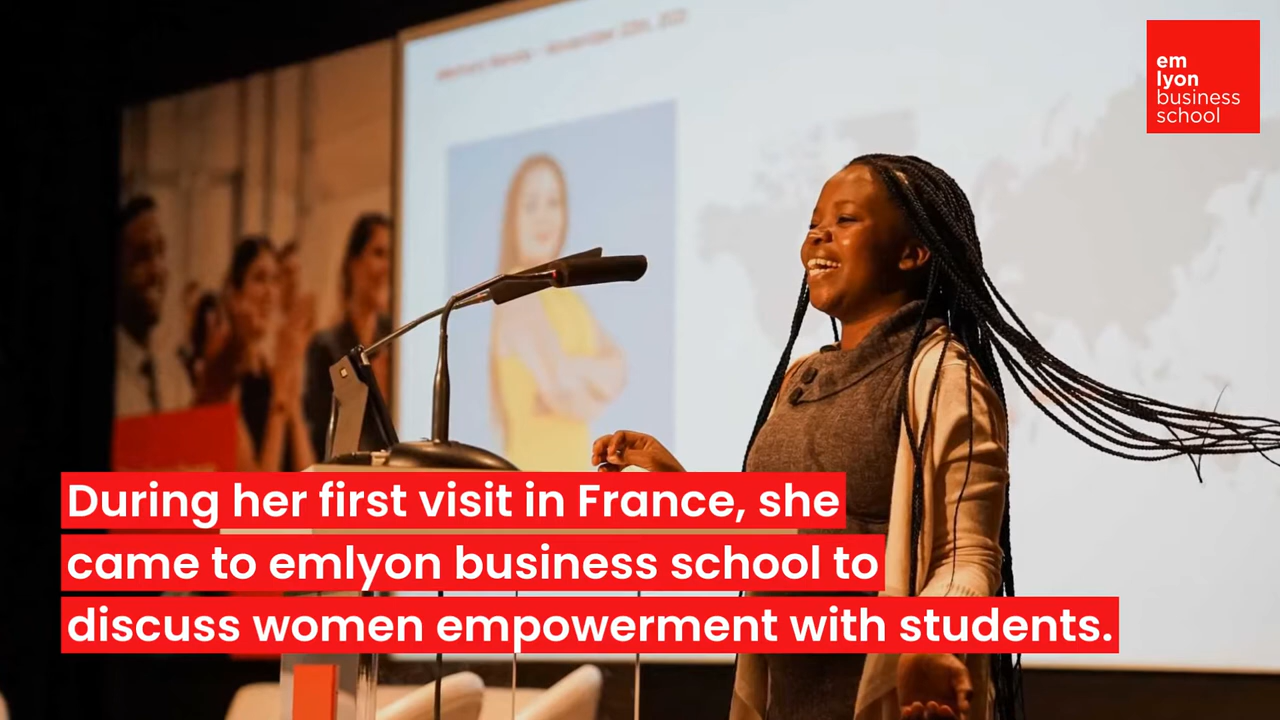 em
lyon
business
school
During her first visit in France, she
came to emlyon business school to
discuss women empowerment with students.